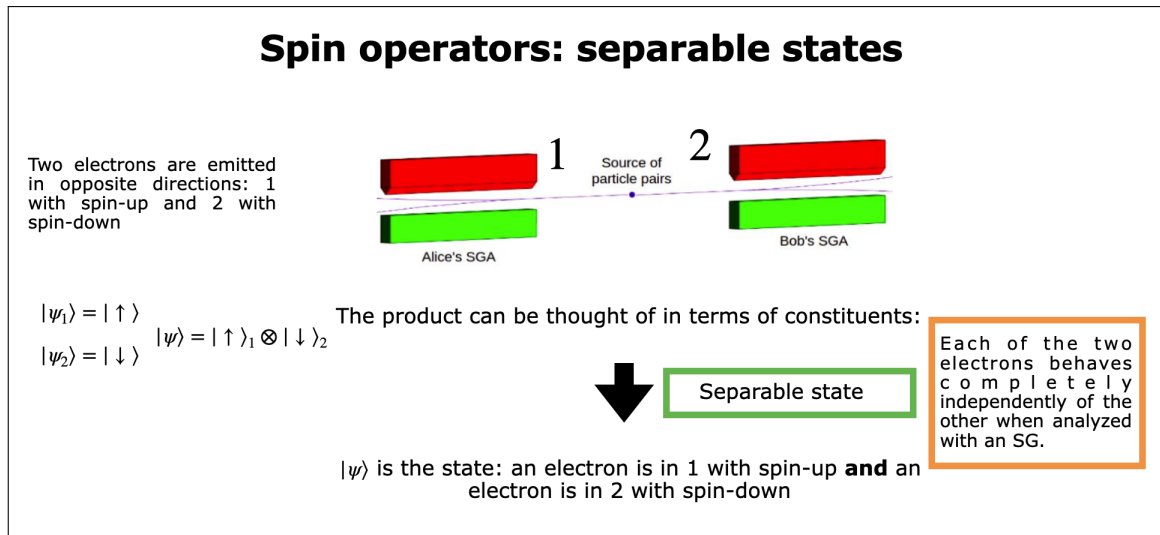 Spin operators: separable states
Two electrons are emitted
in opposite directions: 1
with spin-up and 2 with
spin-down
1
2
Source of
particle pairs
Alice's SGA
Bob's SGA
|ψ₁⟩ = | ↑ ⟩
|ψ₂⟩ = | ↓ ⟩
|ψ⟩ = | ↑ ⟩₁ ⊗ | ↓ ⟩₂
The product can be thought of in terms of constituents:
Separable state
Each of the two
electrons behaves
completely
independently of the
other when analyzed
with an SG.
|ψ⟩ is the state: an electron is in 1 with spin-up and an
electron is in 2 with spin-down